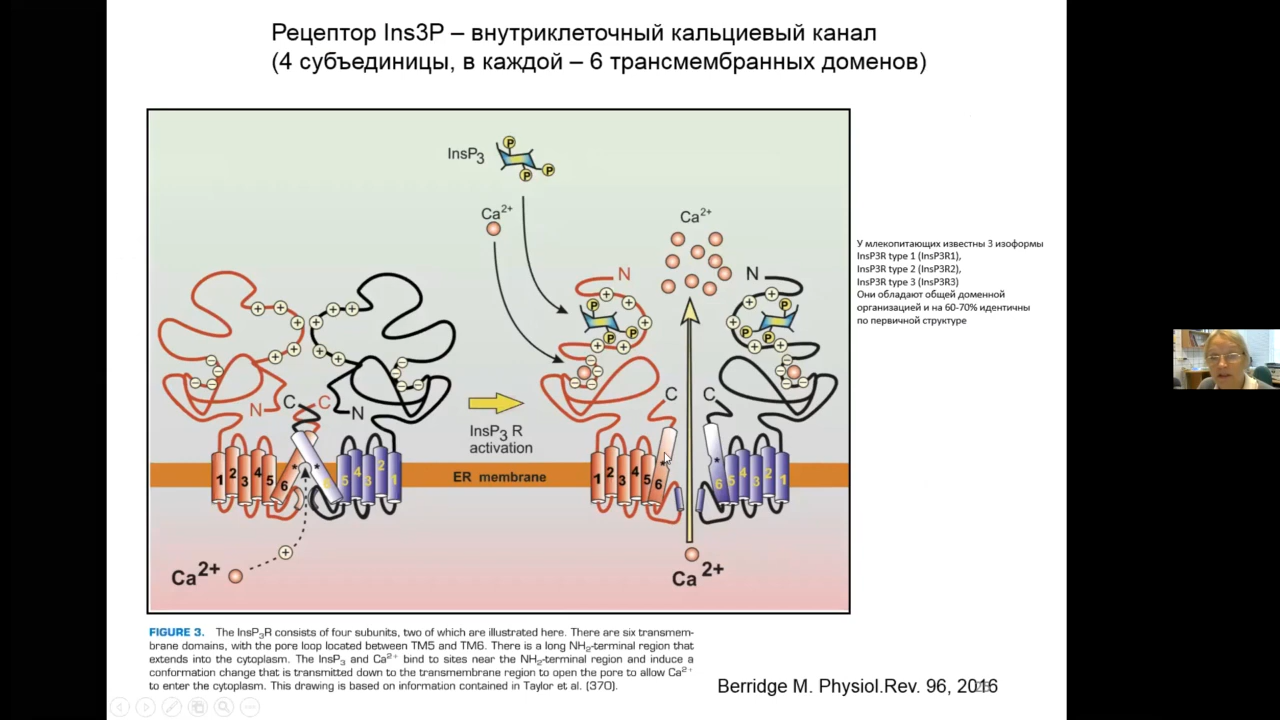 Рецептор Ins3P – внутриклеточный кальциевый канал
(4 субъединицы, в каждой – 6 трансмембранных доменов)
InsP3
P
P
P
Ca2+
Ca2+
N
N
P
P
P
P
P
P
У млекопитающих известны 3 изоформы
InsP3R type 1 (InsP3R1),
InsP3R type 2 (InsP3R2),
InsP3R type 3 (InsP3R3)
Они обладают общей доменной
организацией и на 60-70% идентичны
по первичной структуре
N C C N
C C
InsP3 R
activation
ER membrane
1 2 3 4 5 6 * * 6 5 4 3 2 1
1 2 3 4 5 6 * * 6 5 4 3 2 1
Ca2+
Ca2+
FIGURE 3. The InsP3R consists of four subunits, two of which are illustrated here. There are six transmem-
brane domains, with the pore loop located between TM5 and TM6. There is a long NH2-terminal region that
extends into the cytoplasm. The InsP3 and Ca2+ bind to sites near the NH2-terminal region and induce a
conformation change that is transmitted down to the transmembrane region to open the pore to allow Ca2+
to enter the cytoplasm. This drawing is based on information contained in Taylor et al. (370).
Berridge M. Physiol.Rev. 96, 2016